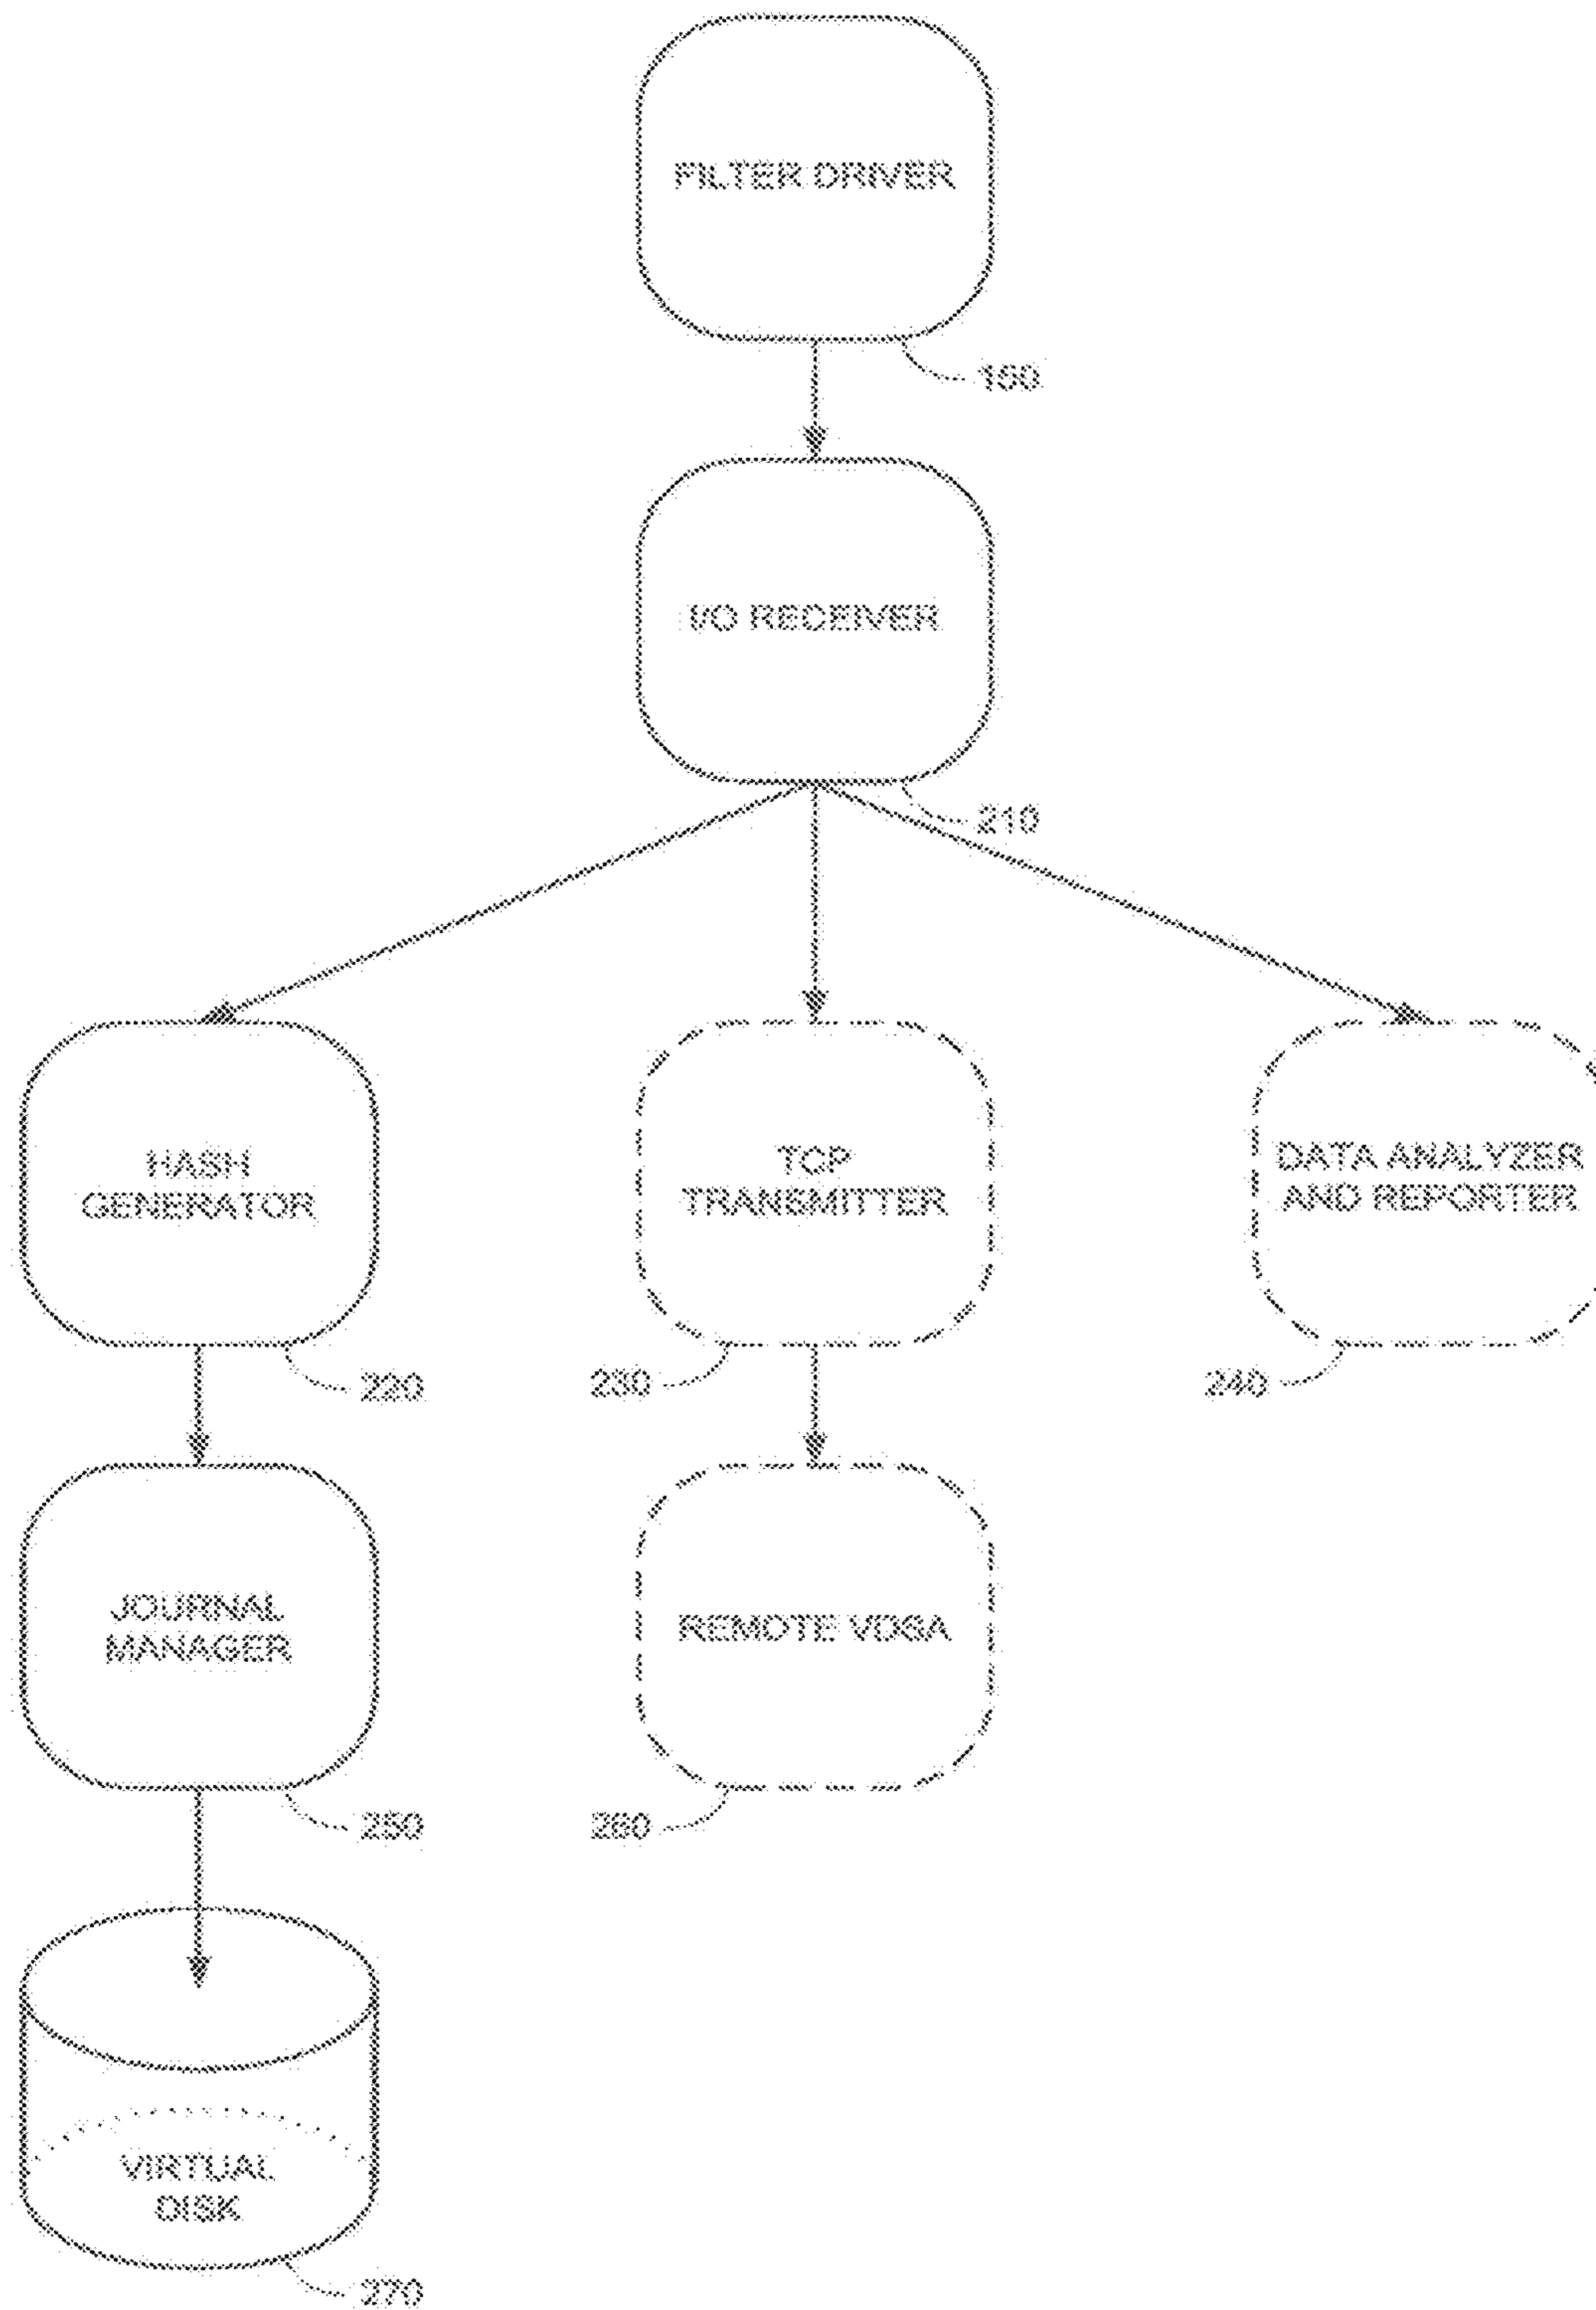 FILTER DRIVER
150
I/O RECEIVER
210
HASH
GENERATOR
220
TCP
TRANSMITTER
230
DATA ANALYZER
AND REPORTER
240
JOURNAL
MANAGER
250
REMOTE VDSA
260
VIRTUAL
DISK
270